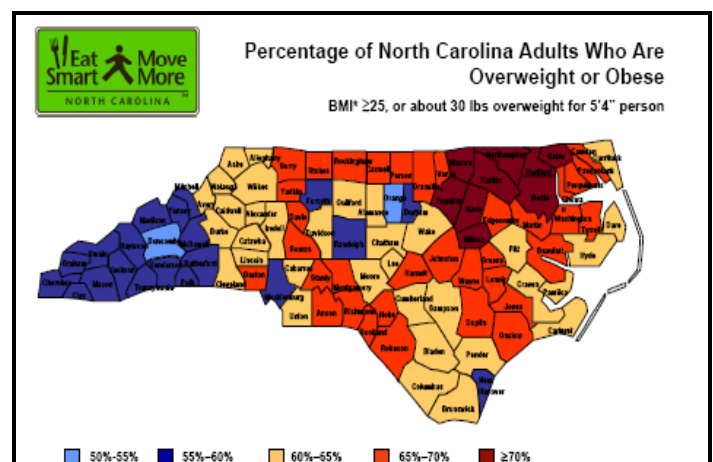 Eat Move
Smart More
NORTH CAROLINA
Percentage of North Carolina Adults Who Are
Overweight or Obese
BMI* ≥25, or about 30 lbs overweight for 5'4" person
Ashe
Alleghany
Surry
Stokes
Rockingham
Caswell
Person
Vance
Warren
Northampton
Gates
Camden
Currituck
Pasquotank
Perquimans
Mitchell
Watauga
Wilkes
Yadkin
Forsyth
Guilford
Alamance
Orange
Durham
Granville
Franklin
Halifax
Hertford
Bertie
Nash
Edgecombe
Martin
Washington
Tyrrell
Dare
Madison
Yancey
Avery
Caldwell
Alexander
Iredell
Davie
Davidson
Randolph
Chatham
Wake
Wilson
Pitt
Beaufort
Hyde
Buncombe
McDowell
Burke
Catawba
Rowan
Haywood
Swain
Graham
Cherokee
Clay
Macon
Jackson
Transylvania
Henderson
Polk
Rutherford
Cleveland
Lincoln
Gaston
Mecklenburg
Cabarrus
Stanly
Montgomery
Moore
Lee
Harnett
Johnston
Wayne
Greene
Lenoir
Craven
Pamlico
Carteret
Jones
Onslow
Duplin
Sampson
Cumberland
Hoke
Richmond
Scotland
Anson
Union
Robeson
Bladen
Pender
New
Hanover
Columbus
Brunswick
50%-55% 55%–60% 60%–65% 65%–70% ≥70%